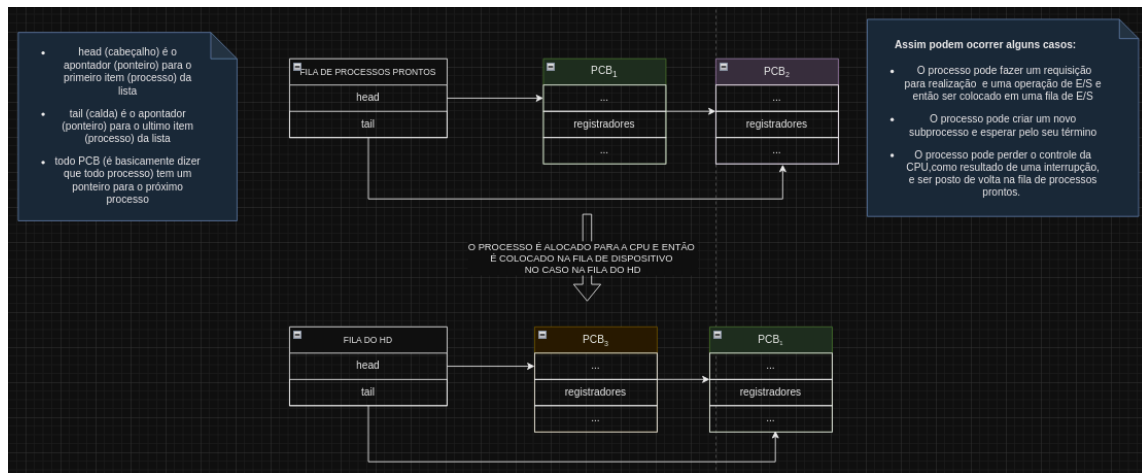 head (cabeçalho) é o
apontador (ponteiro) para o
primeiro item (processo) da
lista
tail (calda) é o apontador
(ponteiro) para o ultimo item
(processo) da lista
todo PCB (é basicamente dizer
que todo processo) tem um
ponteiro para o próximo
processo
FILA DE PROCESSOS PRONTOS
head
tail
PCB1
...
registradores
...
PCB2
...
registradores
...
Assim podem ocorrer alguns casos:
O processo pode fazer um requisição
para realização e uma operação de E/S e
então ser colocado em uma fila de E/S
O processo pode criar um novo
subprocesso e esperar pelo seu término
O processo pode perder o controle da
CPU,como resultado de uma interrupção,
e ser posto de volta na fila de processos
prontos.
O PROCESSO É ALOCADO PARA A CPU E ENTÃO
É COLOCADO NA FILA DE DISPOSITIVO
NO CASO NA FILA DO HD
FILA DO HD
head
tail
PCB3
...
registradores
...
PCB1
...
registradores
...